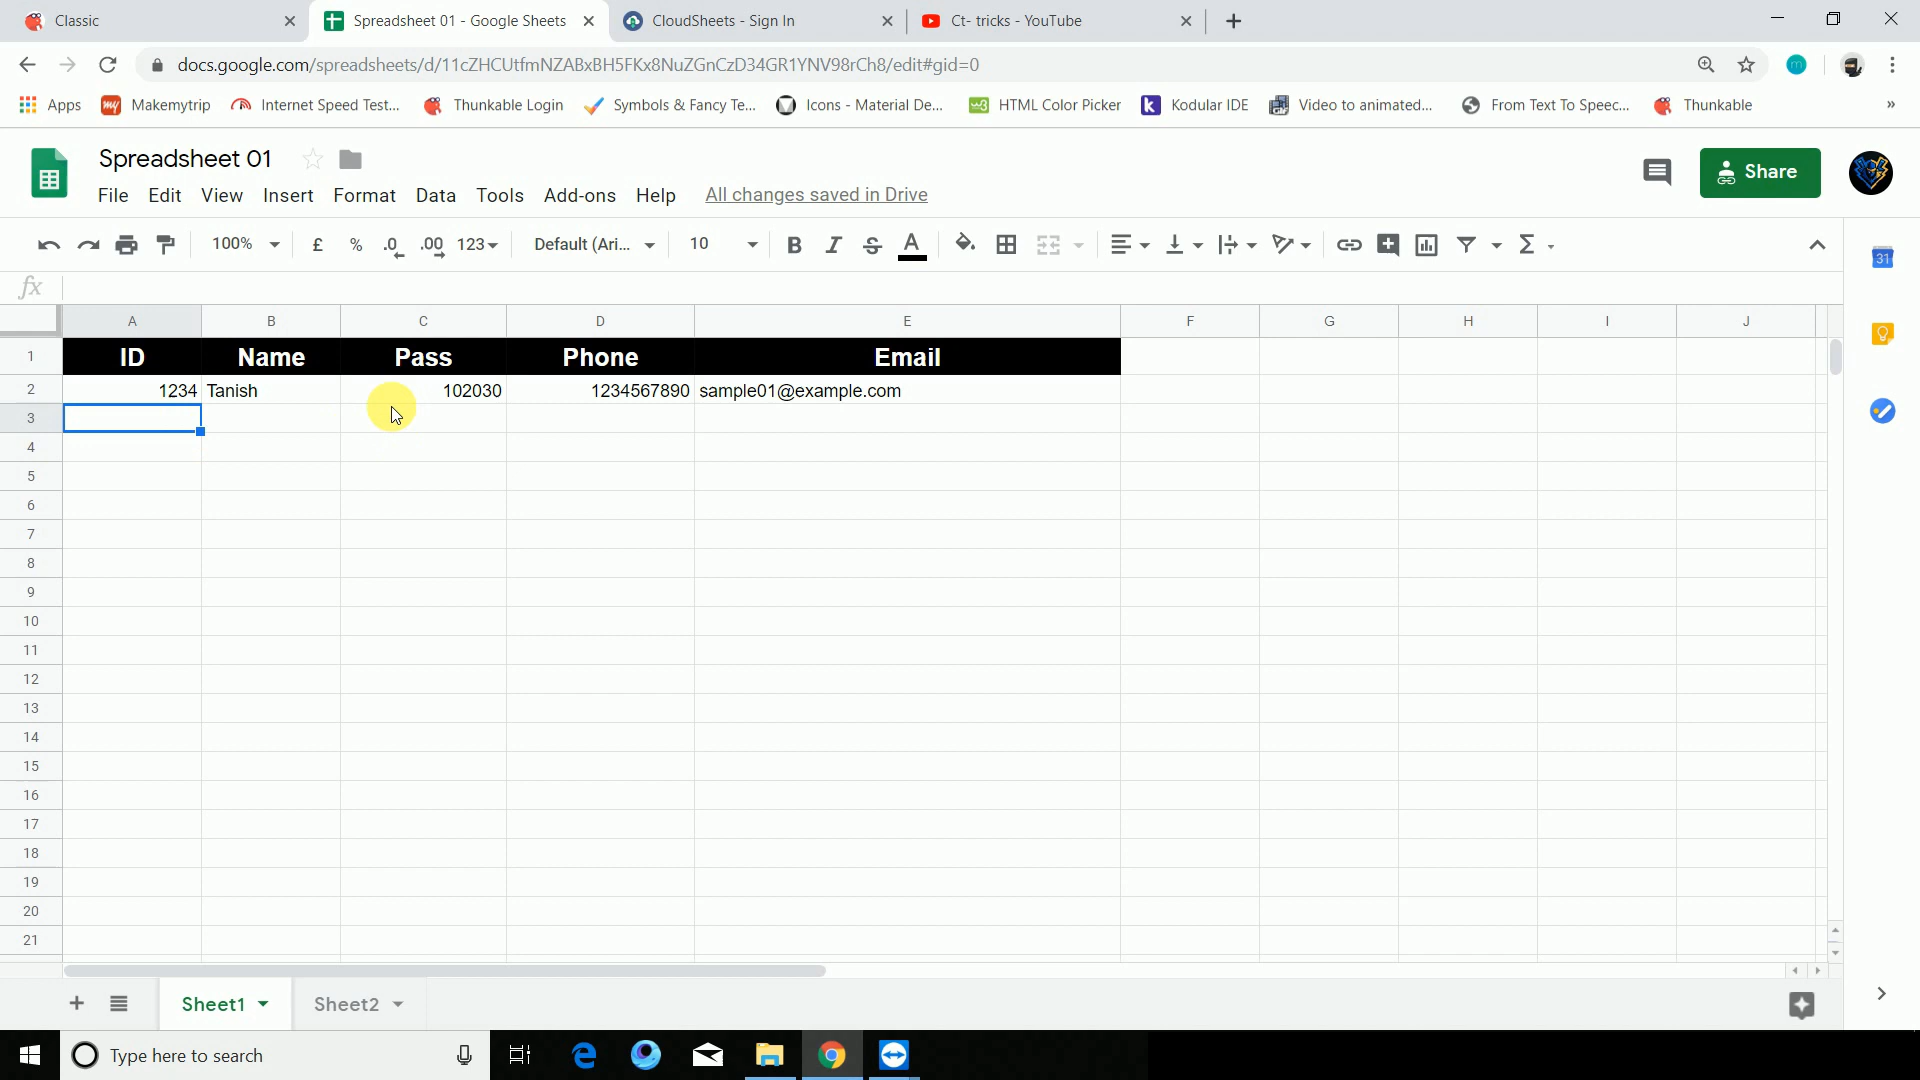 Classic
Spreadsheet 01 - Google Sheets
CloudSheets - Sign In
Ct- tricks - YouTube
docs.google.com/spreadsheets/d/11cZHCUtfmNZABxBH5FKx8NuZGnCzD34GR1YNV98rCh8/edit#gid=0
m
Apps
Makemytrip
Internet Speed Test...
Thunkable Login
Symbols & Fancy Te...
Icons - Material De...
HTML Color Picker
Kodular IDE
Video to animated...
From Text To Speec...
Thunkable
»
Spreadsheet 01
Share
File Edit View Insert Format Data Tools Add-ons Help All changes saved in Drive
100% £ % .0 .00 123 Default (Ari... 10 B I S A Σ
31
fx
A B C D E F G H I J
1 ID Name Pass Phone Email
2 1234 Tanish 102030 1234567890 sample01@example.com
3
4
5
6
7
8
9
10
11
12
13
14
15
16
17
18
19
20
21
Sheet1 Sheet2
Type here to search